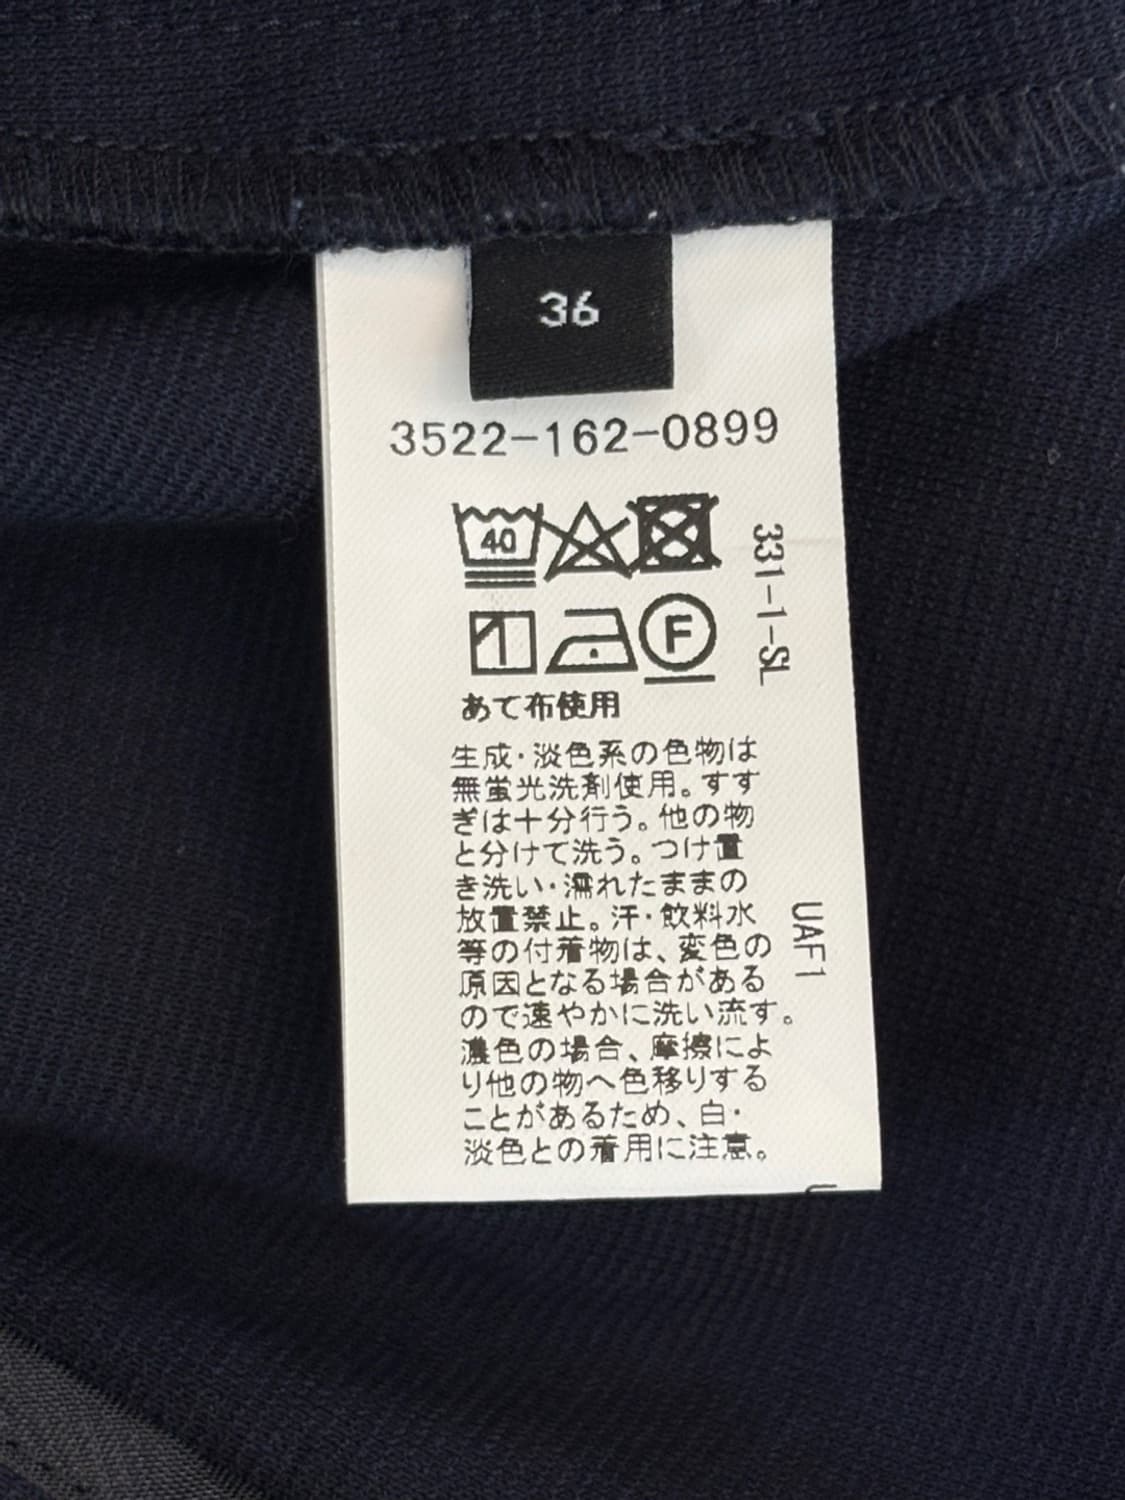 36
3522-162-0899
40
F
あて布使用
331-1-SL
生成・淡色系の色物は
無蛍光洗剤使用。すす
ぎは十分行う。他の物
と分けて洗う。つけ置
き洗い・濡れたままの
放置禁止。汗・飲料水
等の付着物は、変色の
原因となる場合がある
ので速やかに洗い流す。
濃色の場合、摩擦によ
り他の物へ色移りする
ことがあるため、白・
淡色との着用に注意。
UAF1